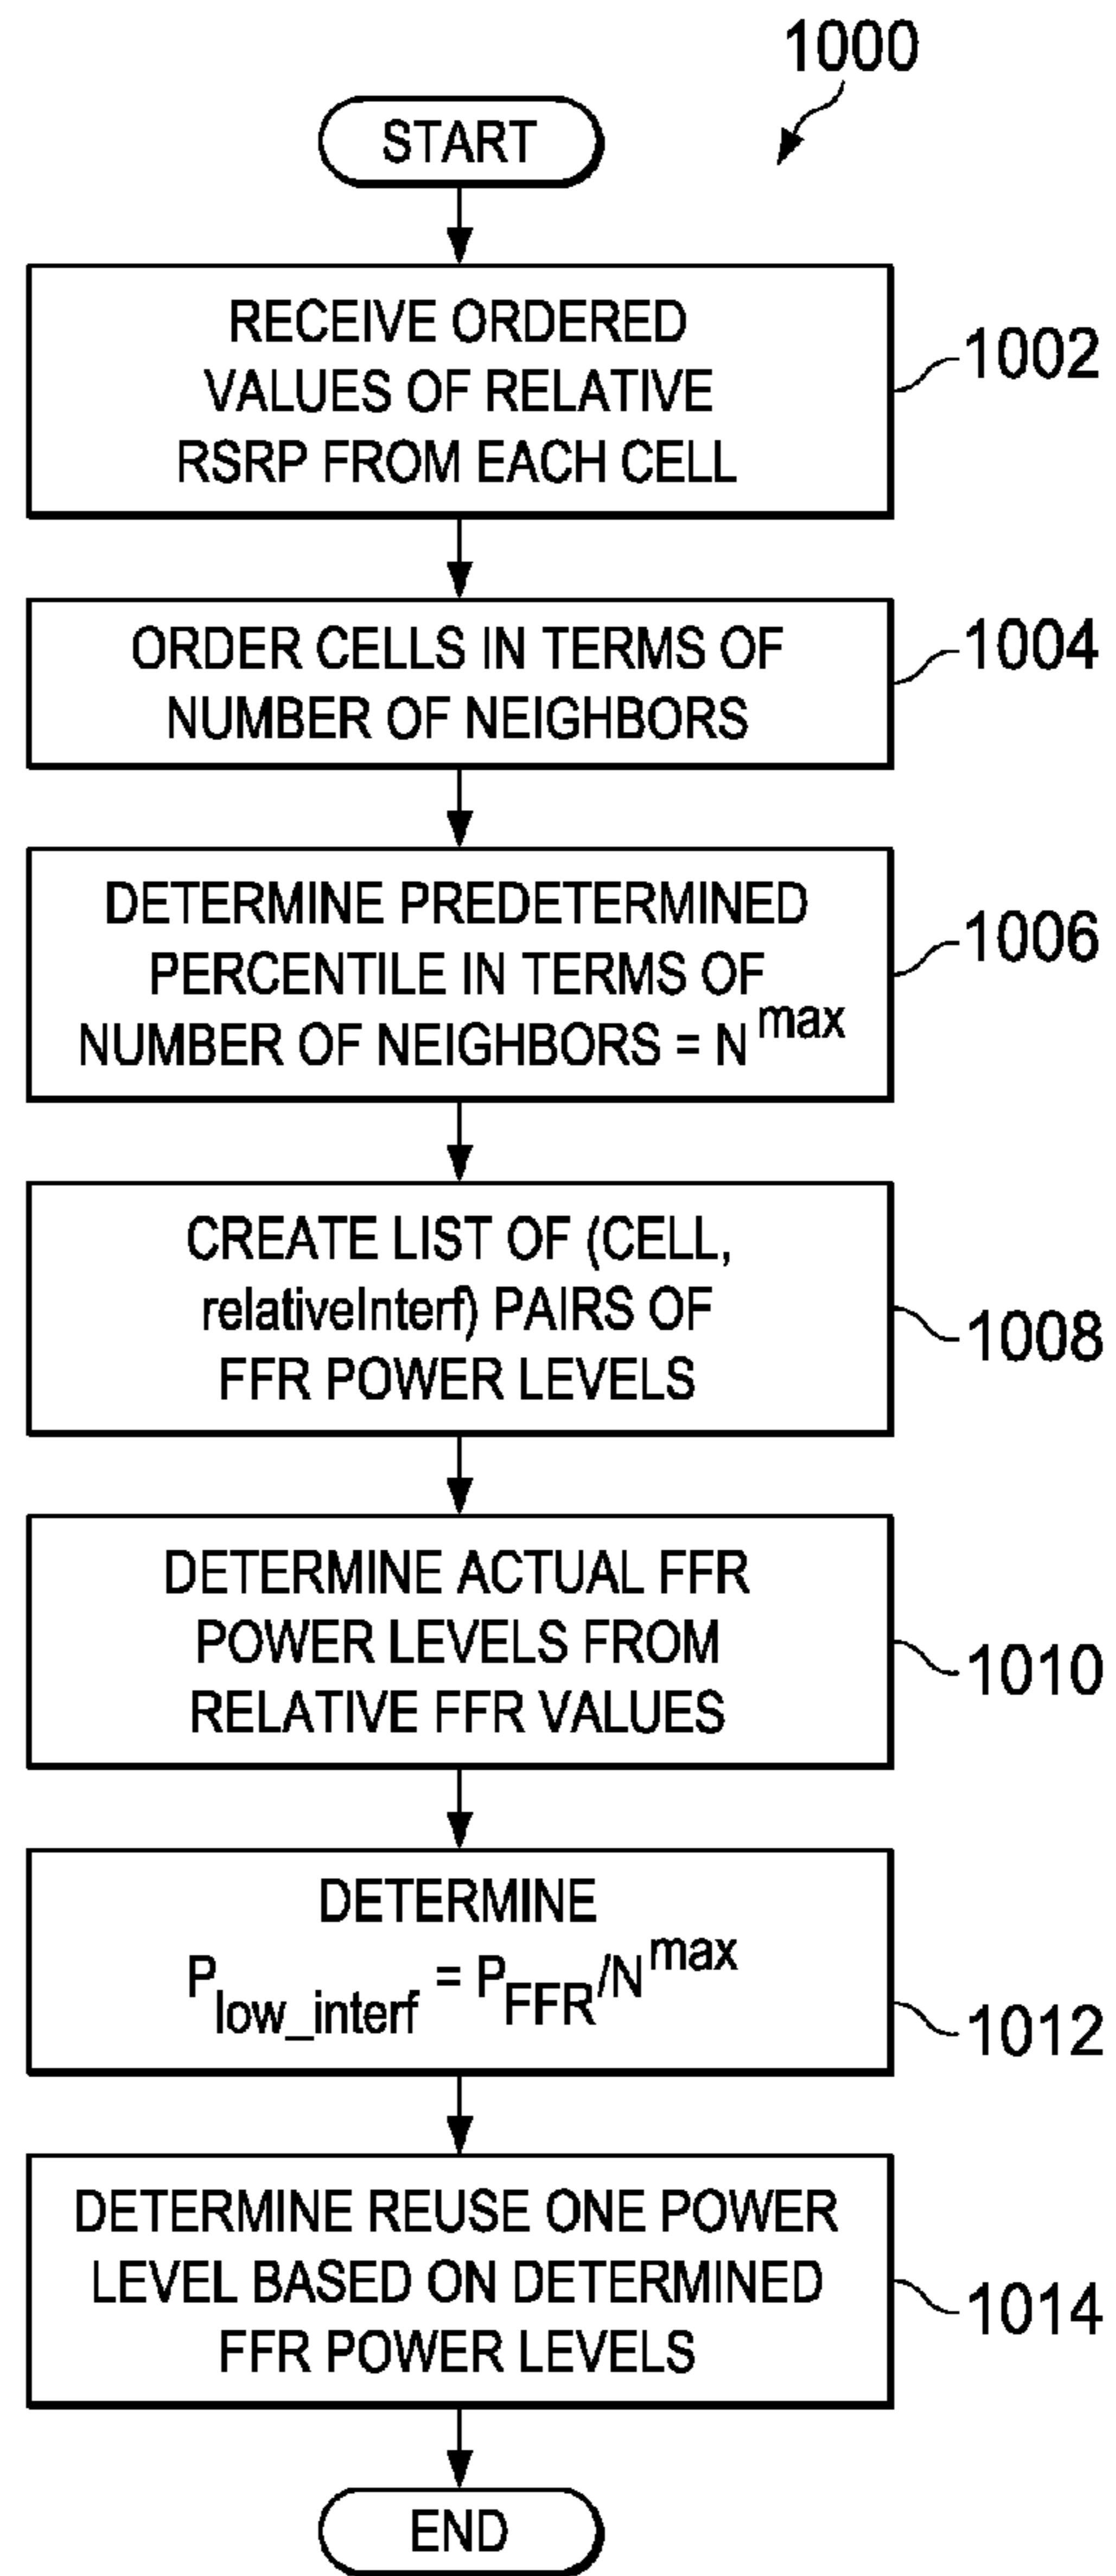 1000
START
RECEIVE ORDERED
VALUES OF RELATIVE
RSRP FROM EACH CELL
1002
ORDER CELLS IN TERMS OF
NUMBER OF NEIGHBORS
1004
DETERMINE PREDETERMINED
PERCENTILE IN TERMS OF
NUMBER OF NEIGHBORS = N^max
1006
CREATE LIST OF (CELL,
relativeInterf) PAIRS OF
FFR POWER LEVELS
1008
DETERMINE ACTUAL FFR
POWER LEVELS FROM
RELATIVE FFR VALUES
1010
DETERMINE
P_low_interf = P_FFR/N^max
1012
DETERMINE REUSE ONE POWER
LEVEL BASED ON DETERMINED
FFR POWER LEVELS
1014
END